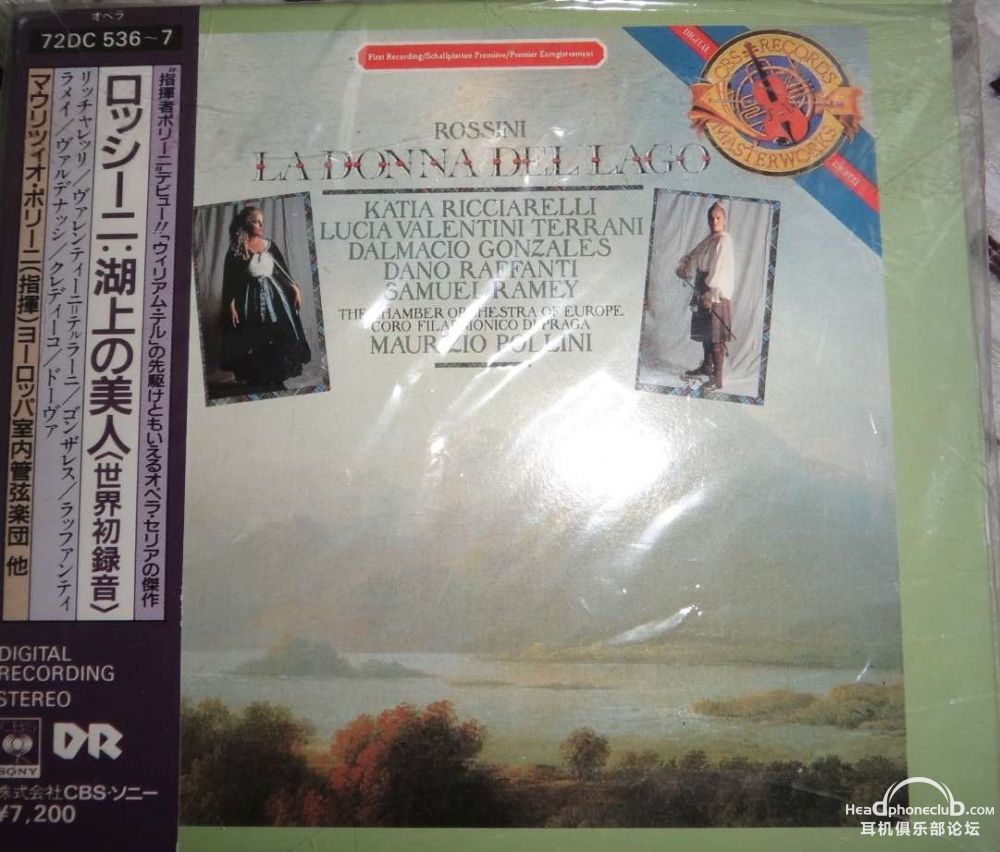 オペラ
72DC 536~7
"指揮者ポリーニ"デビュー!!「ウィリアム・テル」の先駆けともいえるオペラ・セリアの傑作
ロッシーニ:湖上の美人〈世界初録音〉
リッチャレッリ/ヴァレンティーニ=テルラーニ/ゴンザレス/ラッファンティ
ラメイ/ヴァルデナッシ/クレディーコ/ドーヴァ
マウリツィオ・ポリーニ(指揮)ヨーロッパ室内管弦楽団 他
DIGITAL
RECORDING
STEREO
CBS
SONY
DR
株式会社CBS・ソニー
¥7,200
First Recording/Schallplatten Première/Premier Enregistrement
DIGITAL
CBS RECORDS
MASTERWORKS
DIGITAL
ROSSINI
LA DONNA DEL LAGO
KATIA RICCIARELLI
LUCIA VALENTINI TERRANI
DALMACIO GONZALES
DANO RAFFANTI
SAMUEL RAMEY
THE CHAMBER ORCHESTRA OF EUROPE
CORO FILARMONICO DI PRAGA
MAURIZIO POLLINI
Headphoneclub.com
耳机俱乐部论坛